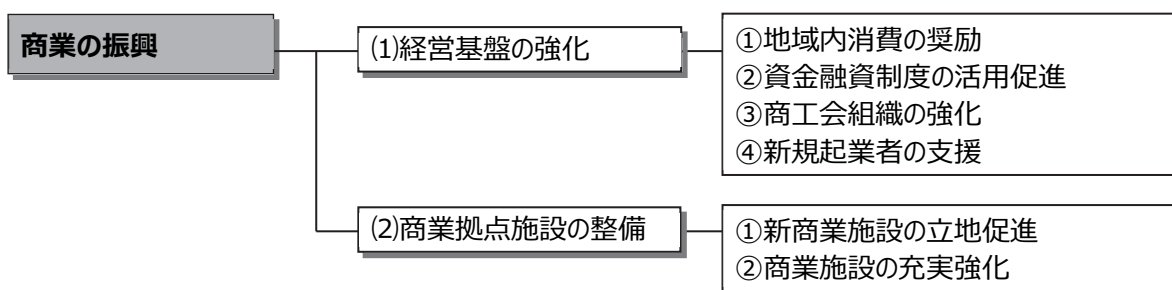 商業の振興
⑴経営基盤の強化
①地域内消費の奨励
②資金融資制度の活用促進
③商工会組織の強化
④新規起業者の支援
⑵商業拠点施設の整備
①新商業施設の立地促進
②商業施設の充実強化